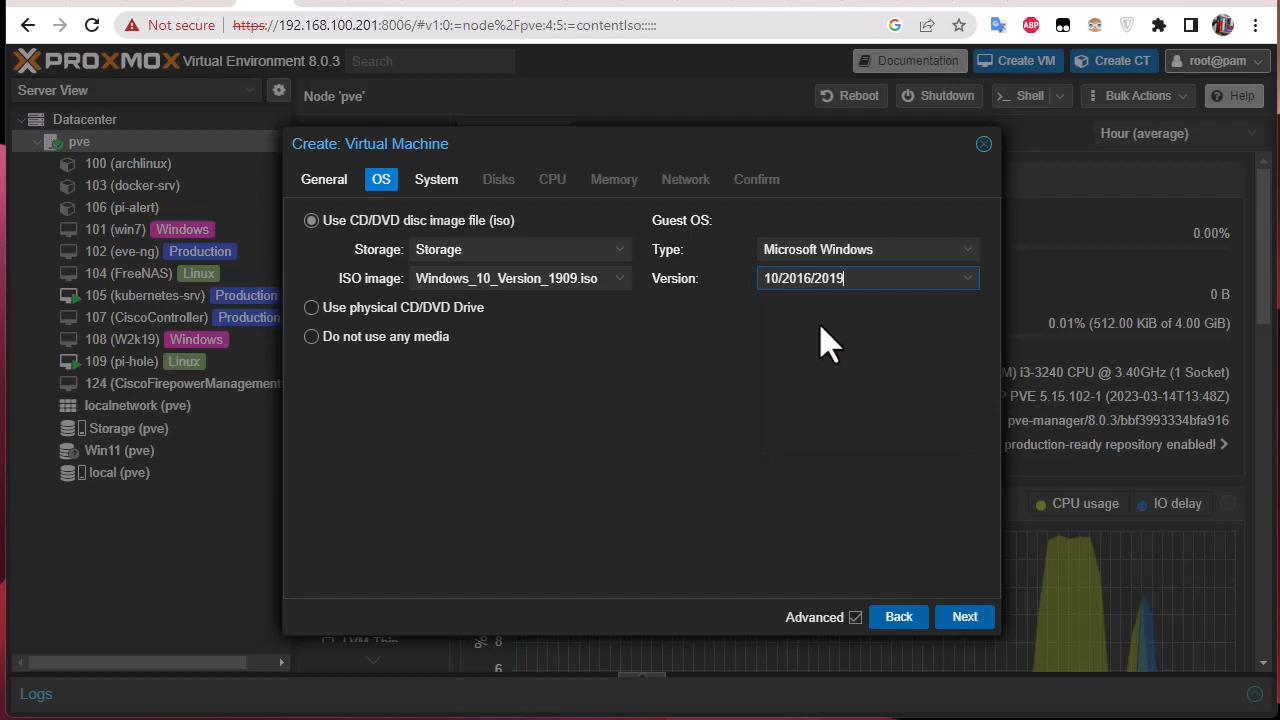 Not secure https://192.168.100.201:8006/#v1:0:=node%2Fpve:4:5:=contentIso:::::
PROXMOX Virtual Environment 8.0.3 Search Documentation Create VM Create CT root@pam
Server View Node 'pve' Reboot Shutdown Shell Bulk Actions Help
Datacenter
pve
100 (archlinux)
103 (docker-srv)
106 (pi-alert)
101 (win7) Windows
102 (eve-ng) Production
104 (FreeNAS) Linux
105 (kubernetes-srv) Production
107 (CiscoController) Production
108 (W2k19) Windows
109 (pi-hole) Linux
124 (CiscoFirepowerManagement
localnetwork (pve)
Storage (pve)
Win11 (pve)
local (pve)
Create: Virtual Machine
General OS System Disks CPU Memory Network Confirm
Use CD/DVD disc image file (iso) Guest OS:
Storage: Storage Type: Microsoft Windows
ISO image: Windows_10_Version_1909.iso Version: 10/2016/2019
Use physical CD/DVD Drive
Do not use any media
Advanced Back Next
Hour (average)
0.00%
0 B
0.01% (512.00 KiB of 4.00 GiB)
M) i3-3240 CPU @ 3.40GHz (1 Socket)
P PVE 5.15.102-1 (2023-03-14T13:48Z)
pve-manager/8.0.3/bbf3993334bfa916
production-ready repository enabled!
CPU usage IO delay
% 8
6
Logs